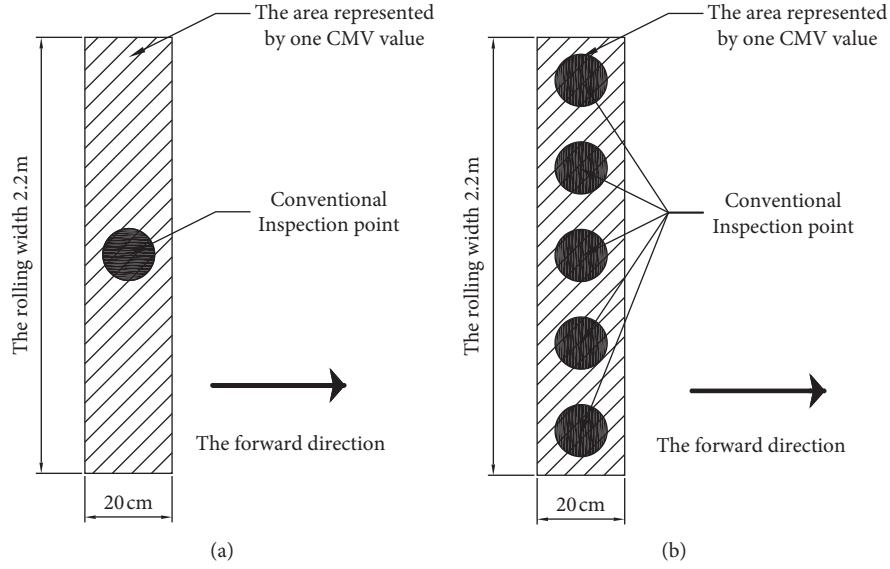 The area represented
by one CMV value
The rolling width 2.2 m
Conventional
Inspection point
The forward direction
20 cm
(a)
The area represented
by one CMV value
The rolling width 2.2 m
Conventional
Inspection point
The forward direction
20 cm
(b)